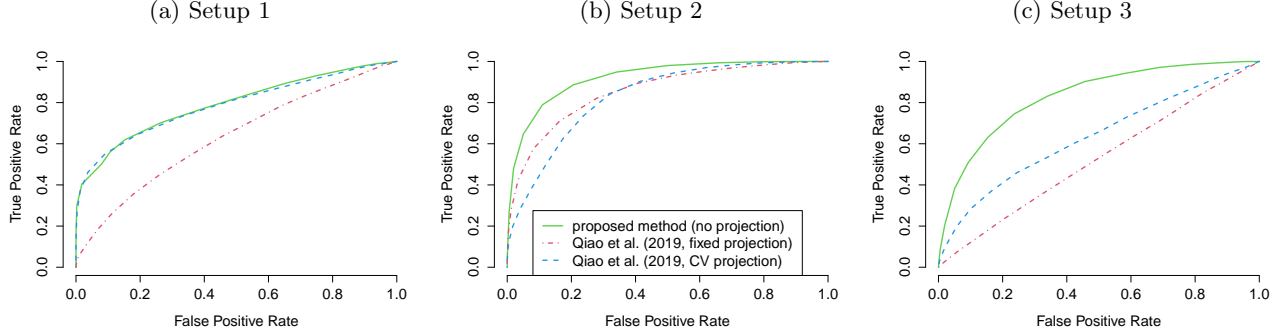 (a) Setup 1
(b) Setup 2
(c) Setup 3
True Positive Rate
0.0 0.2 0.4 0.6 0.8 1.0
0.0 0.2 0.4 0.6 0.8 1.0
False Positive Rate
True Positive Rate
0.0 0.2 0.4 0.6 0.8 1.0
proposed method (no projection)
Qiao et al. (2019, fixed projection)
Qiao et al. (2019, CV projection)
0.0 0.2 0.4 0.6 0.8 1.0
False Positive Rate
True Positive Rate
0.0 0.2 0.4 0.6 0.8 1.0
0.0 0.2 0.4 0.6 0.8 1.0
False Positive Rate